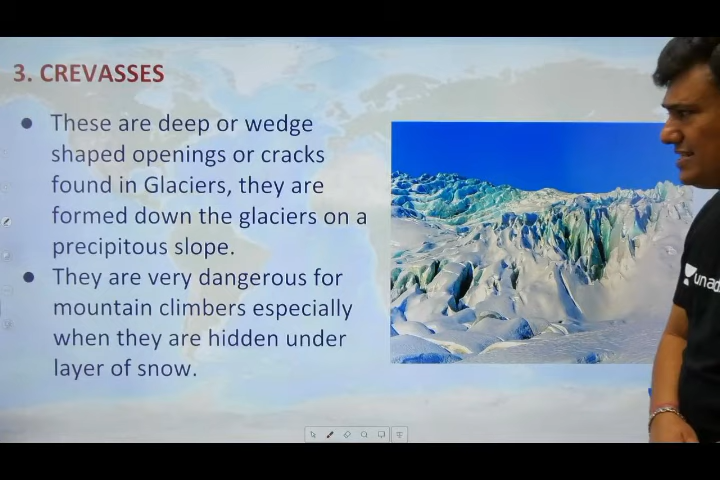 3. CREVASSES
● These are deep or wedge
shaped openings or cracks
found in Glaciers, they are
formed down the glaciers on a
precipitous slope.
● They are very dangerous for
mountain climbers especially
when they are hidden under
layer of snow.